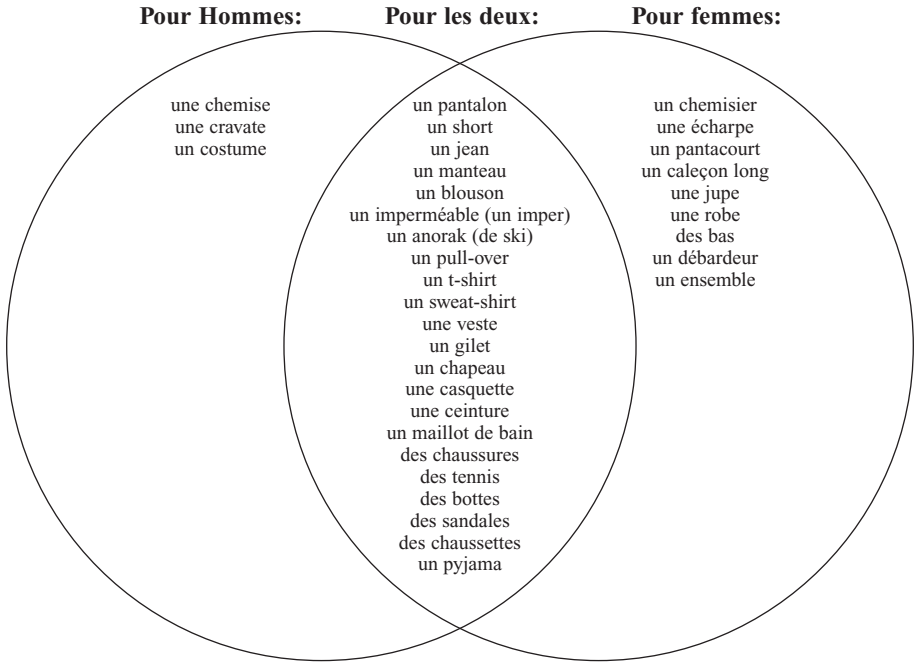 Pour Hommes:
Pour les deux:
Pour femmes:
une chemise
une cravate
un costume
un pantalon
un short
un jean
un manteau
un blouson
un imperméable (un imper)
un anorak (de ski)
un pull-over
un t-shirt
un sweat-shirt
une veste
un gilet
un chapeau
une casquette
une ceinture
un maillot de bain
des chaussures
des tennis
des bottes
des sandales
des chaussettes
un pyjama
un chemisier
une écharpe
un pantacourt
un caleçon long
une jupe
une robe
des bas
un débardeur
un ensemble